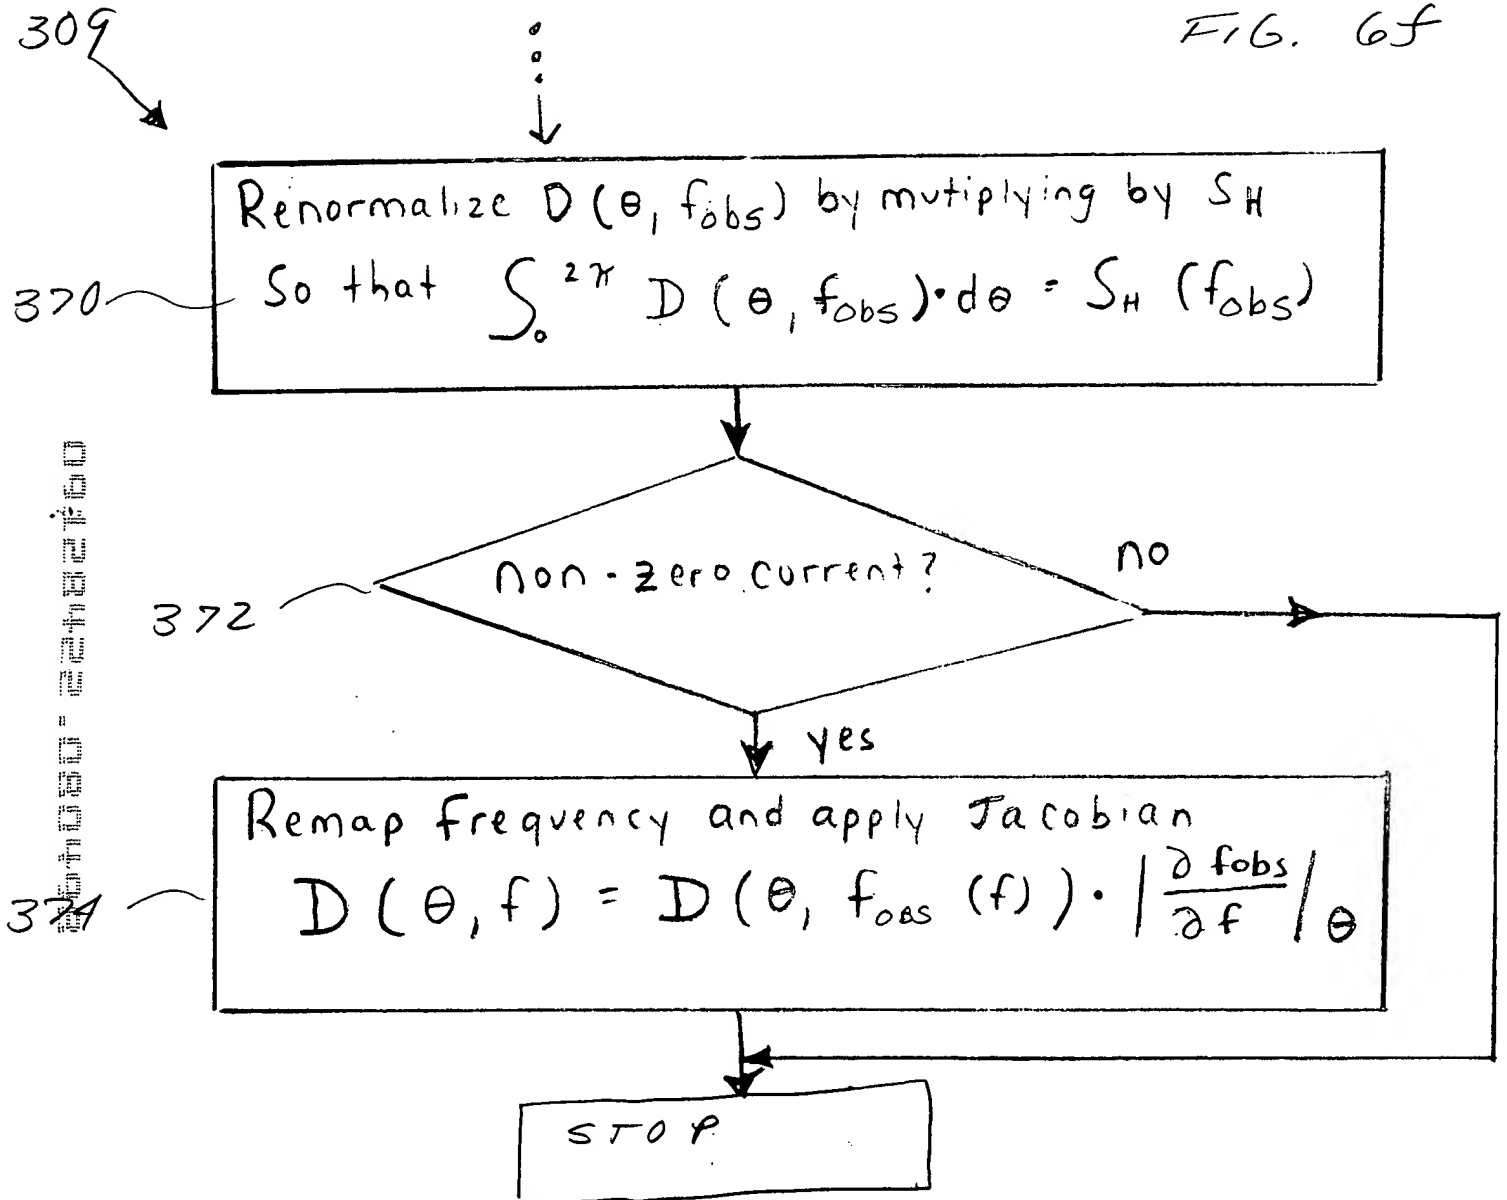 309
FIG. 6f
Renormalize D(θ, fobs) by mutiplying by SH
370
So that ∫₀^2π D(θ, fobs)·dθ = SH (fobs)
non-zero current?
no
372
yes
Remap frequency and apply Jacobian
374
D(θ, f) = D(θ, fOBS (f)) · |∂fobs/∂f|θ
STOP